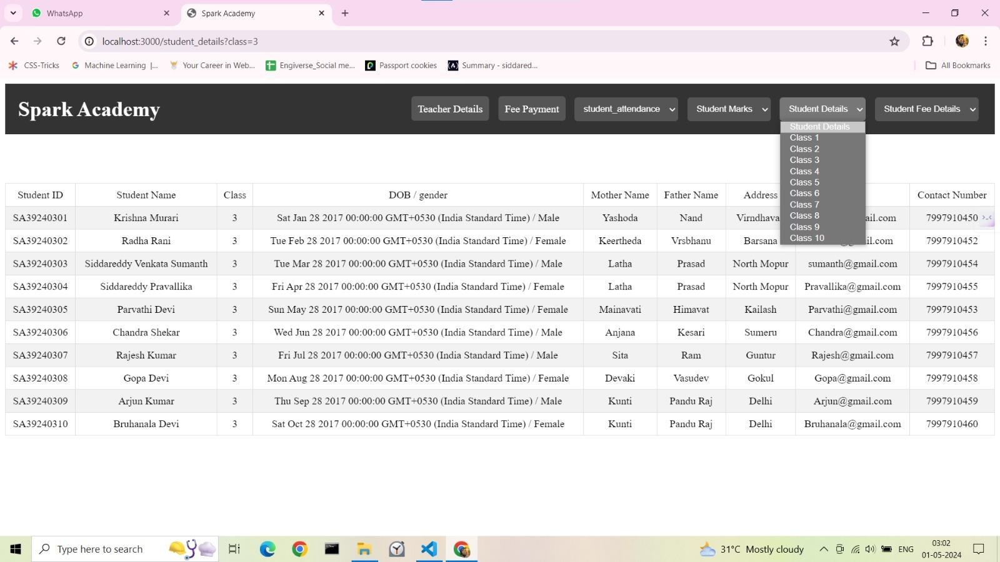 WhatsApp
Spark Academy
localhost:3000/student_details?class=3
CSS-Tricks
Machine Learning |...
Your Career in Web...
Engiverse_Social me...
Passport cookies
Summary - siddared...
All Bookmarks
Spark Academy
Teacher Details
Fee Payment
student_attendance
Student Marks
Student Details
Student Fee Details
Student Details
Class 1
Class 2
Class 3
Class 4
Class 5
Class 6
Class 7
Class 8
Class 9
Class 10
Student ID Student Name Class DOB / gender Mother Name Father Name Address Contact Number
SA39240301 Krishna Murari 3 Sat Jan 28 2017 00:00:00 GMT+0530 (India Standard Time) / Male Yashoda Nand Virndhava ail.com 7997910450
SA39240302 Radha Rani 3 Tue Feb 28 2017 00:00:00 GMT+0530 (India Standard Time) / Female Keertheda Vrsbhanu Barsana il.com 7997910452
SA39240303 Siddareddy Venkata Sumanth 3 Tue Mar 28 2017 00:00:00 GMT+0530 (India Standard Time) / Male Latha Prasad North Mopur sumanth@gmail.com 7997910454
SA39240304 Siddareddy Pravallika 3 Fri Apr 28 2017 00:00:00 GMT+0530 (India Standard Time) / Female Latha Prasad North Mopur Pravallika@gmail.com 7997910455
SA39240305 Parvathi Devi 3 Sun May 28 2017 00:00:00 GMT+0530 (India Standard Time) / Female Mainavati Himavat Kailash Parvathi@gmail.com 7997910453
SA39240306 Chandra Shekar 3 Wed Jun 28 2017 00:00:00 GMT+0530 (India Standard Time) / Male Anjana Kesari Sumeru Chandra@gmail.com 7997910456
SA39240307 Rajesh Kumar 3 Fri Jul 28 2017 00:00:00 GMT+0530 (India Standard Time) / Male Sita Ram Guntur Rajesh@gmail.com 7997910457
SA39240308 Gopa Devi 3 Mon Aug 28 2017 00:00:00 GMT+0530 (India Standard Time) / Female Devaki Vasudev Gokul Gopa@gmail.com 7997910458
SA39240309 Arjun Kumar 3 Thu Sep 28 2017 00:00:00 GMT+0530 (India Standard Time) / Male Kunti Pandu Raj Delhi Arjun@gmail.com 7997910459
SA39240310 Bruhanala Devi 3 Sat Oct 28 2017 00:00:00 GMT+0530 (India Standard Time) / Female Kunti Pandu Raj Delhi Bruhanala@gmail.com 7997910460
Type here to search
31°C Mostly cloudy
ENG
03:02
01-05-2024